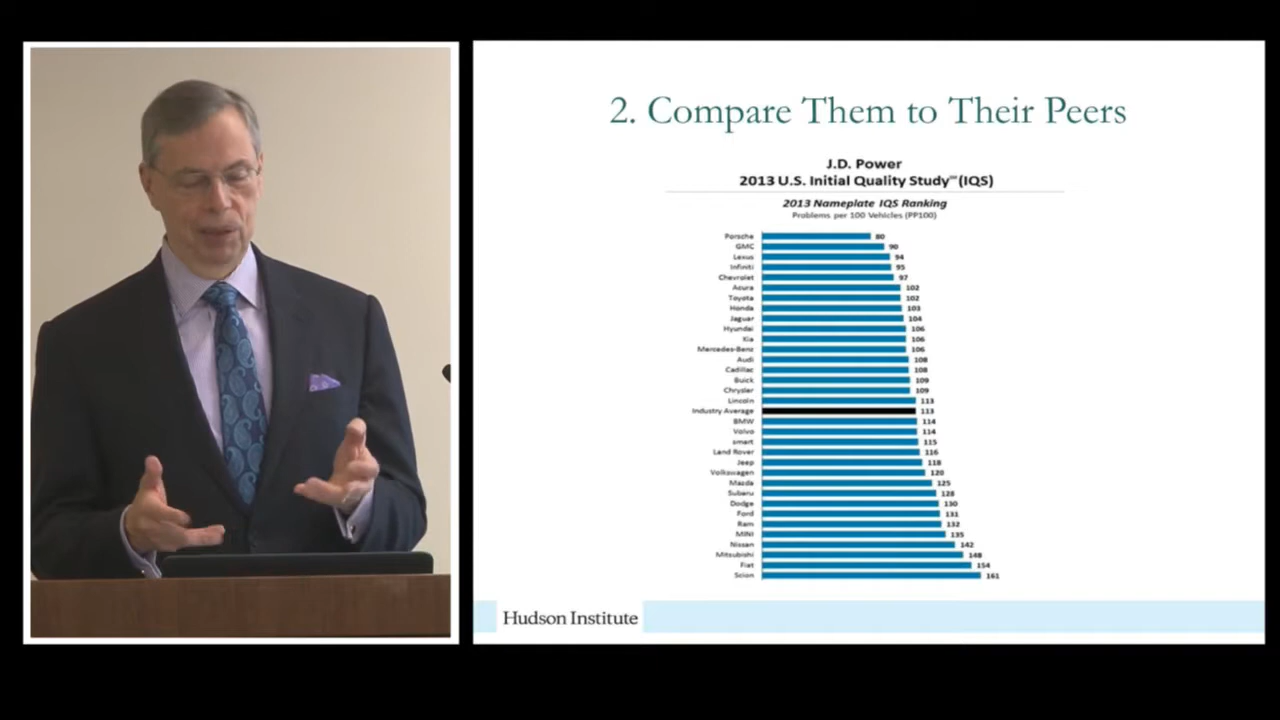 2. Compare Them to Their Peers
J.D. Power
2013 U.S. Initial Quality Study℠ (IQS)
2013 Nameplate IQS Ranking
Problems per 100 Vehicles (PP100)
Porsche 80
GMC 90
Lexus 94
Infiniti 95
Chevrolet 97
Acura 102
Toyota 102
Honda 103
Jaguar 104
Hyundai 106
Kia 106
Mercedes-Benz 106
Audi 108
Cadillac 108
Buick 109
Chrysler 109
Lincoln 113
Industry Average 113
BMW 114
Volvo 114
smart 115
Land Rover 116
Jeep 118
Volkswagen 120
Mazda 125
Subaru 128
Dodge 130
Ford 131
Ram 132
MINI 135
Nissan 142
Mitsubishi 148
Fiat 154
Scion 161
Hudson Institute